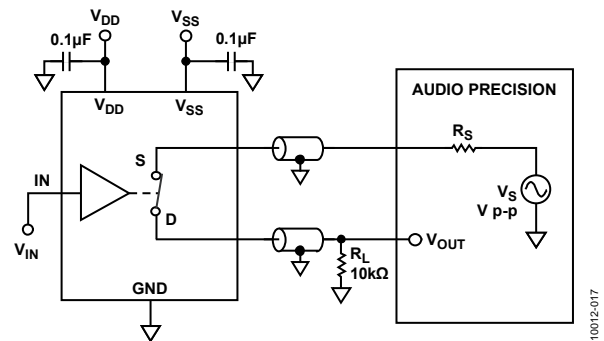 VDD
VSS
0.1µF
0.1µF
VDD
VSS
AUDIO PRECISION
RS
S
IN
VS
V p-p
D
VIN
VOUT
RL
10kΩ
GND
10012-017